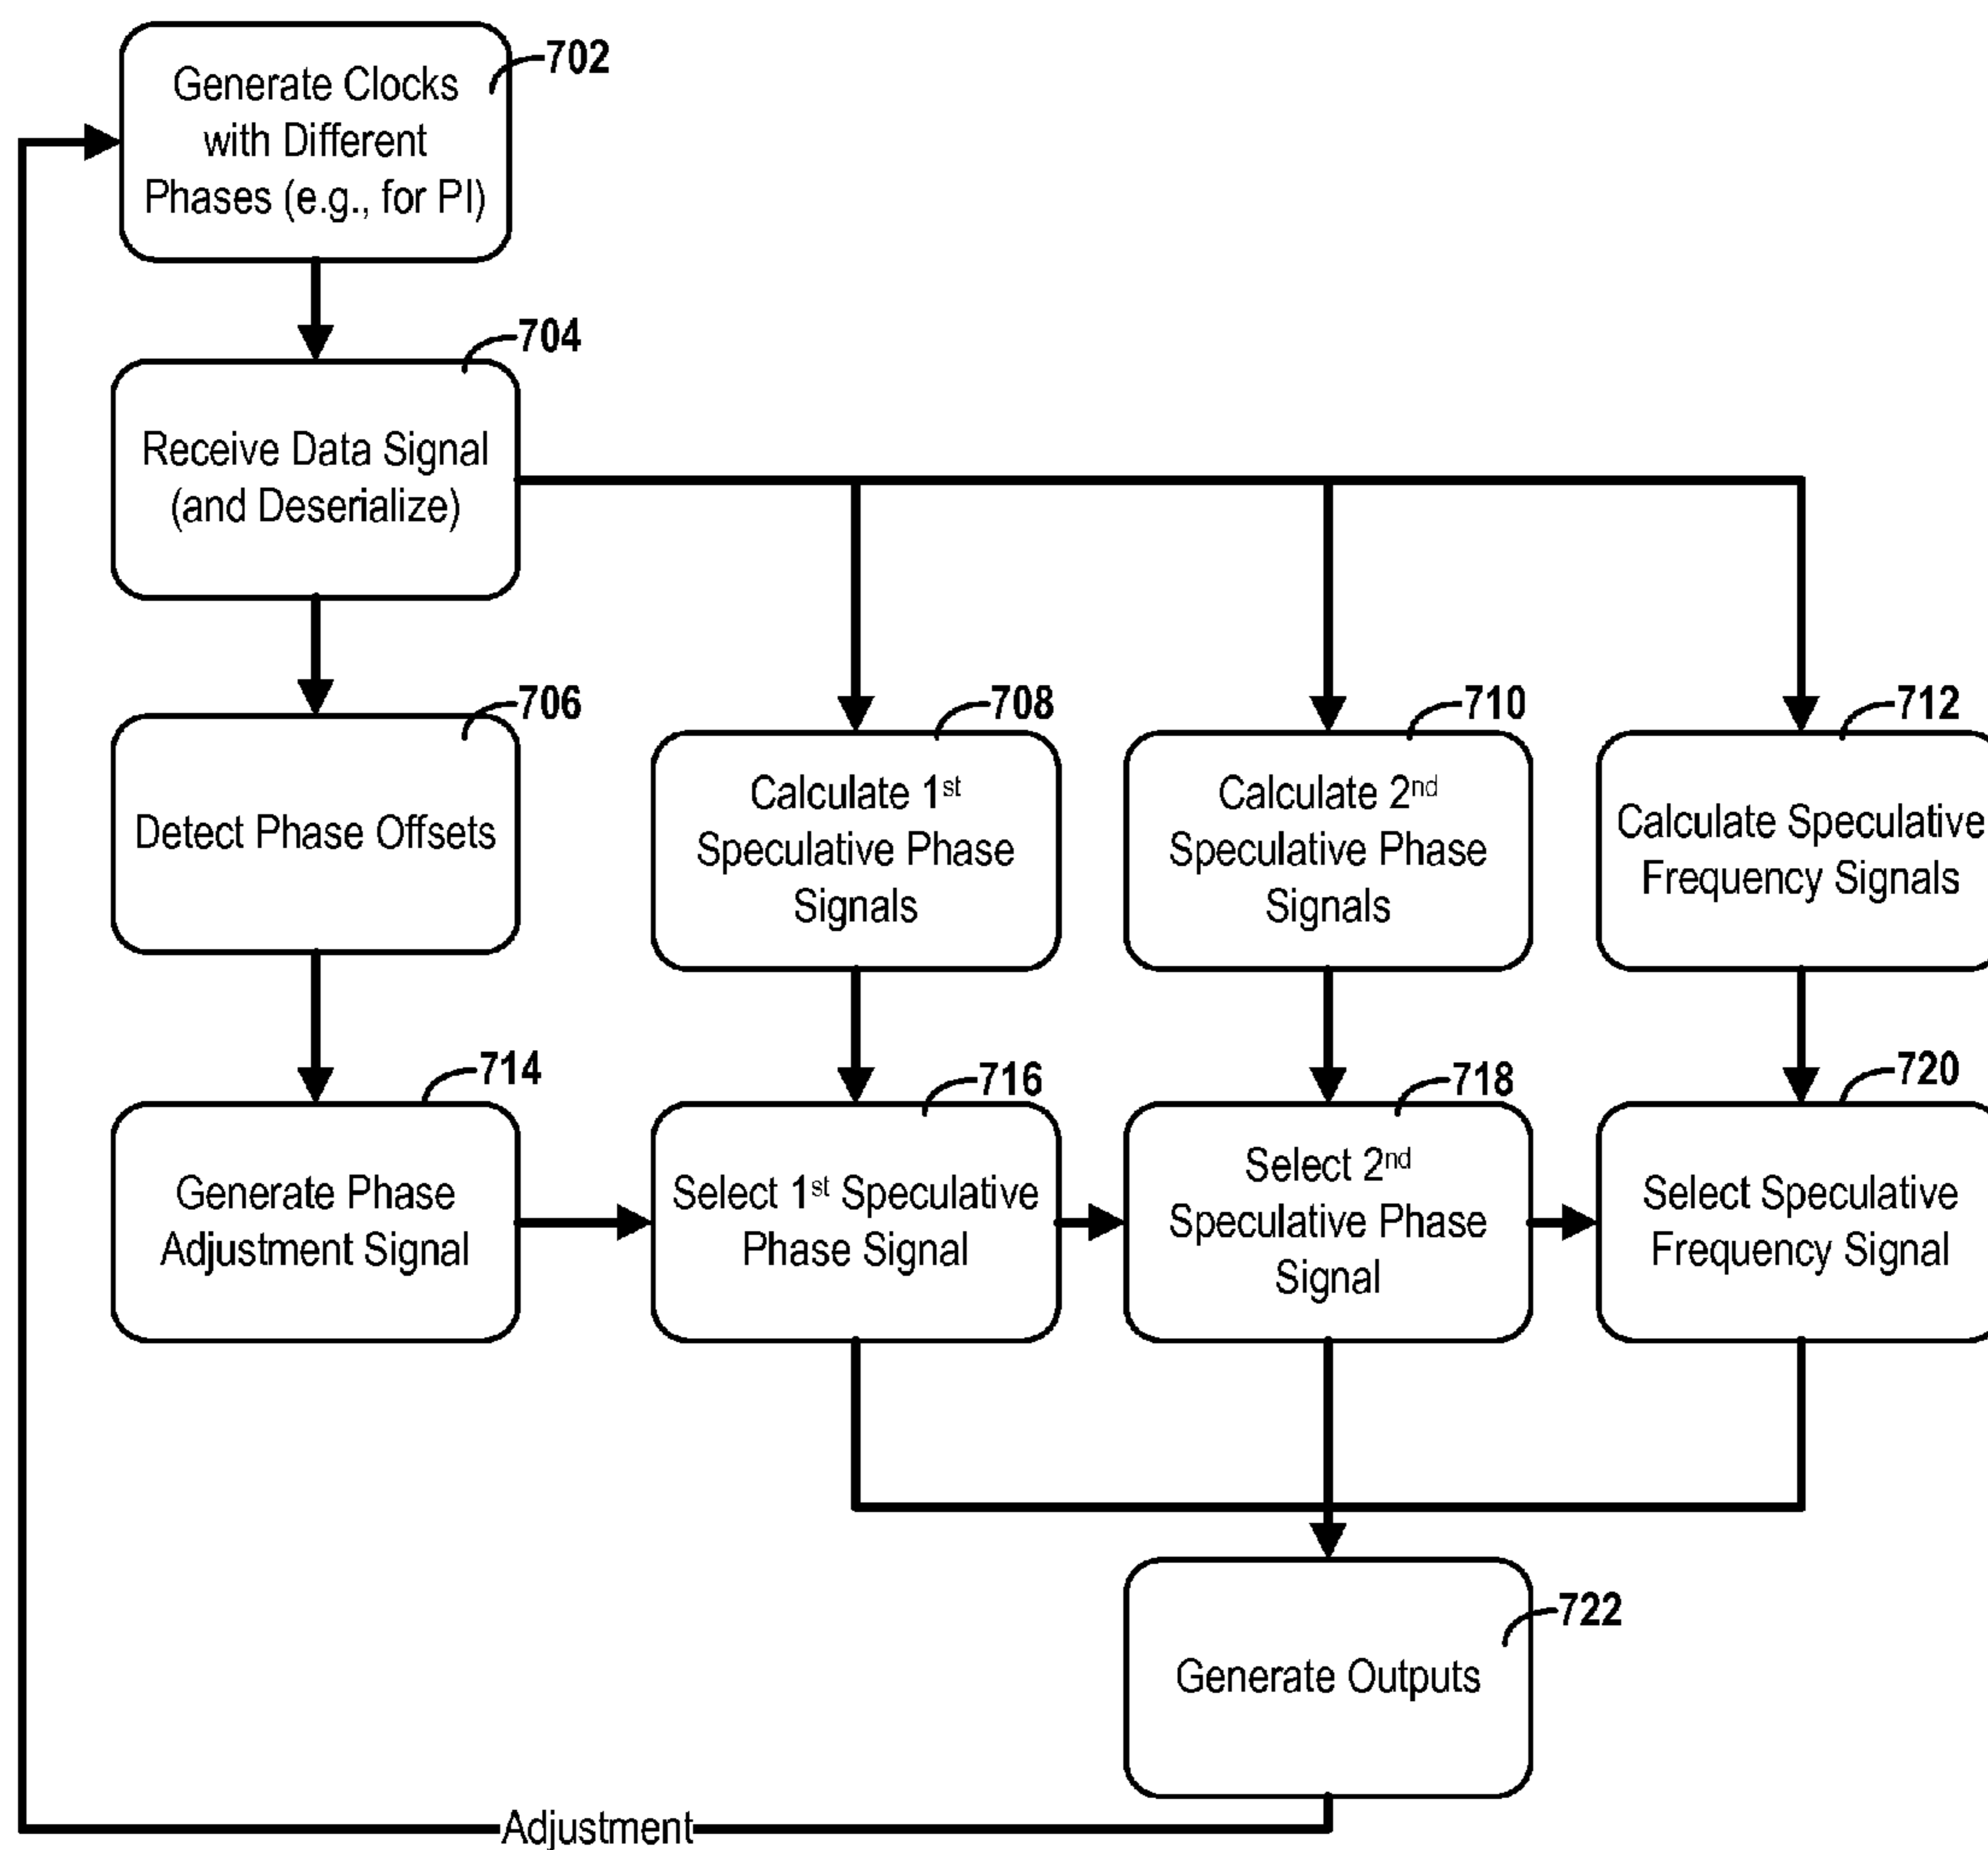 702
Generate Clocks
with Different
Phases (e.g., for PI)
704
Receive Data Signal
(and Deserialize)
706
Detect Phase Offsets
708
Calculate 1st
Speculative Phase
Signals
710
Calculate 2nd
Speculative Phase
Signals
712
Calculate Speculative
Frequency Signals
714
Generate Phase
Adjustment Signal
716
Select 1st Speculative
Phase Signal
718
Select 2nd
Speculative Phase
Signal
720
Select Speculative
Frequency Signal
722
Generate Outputs
Adjustment